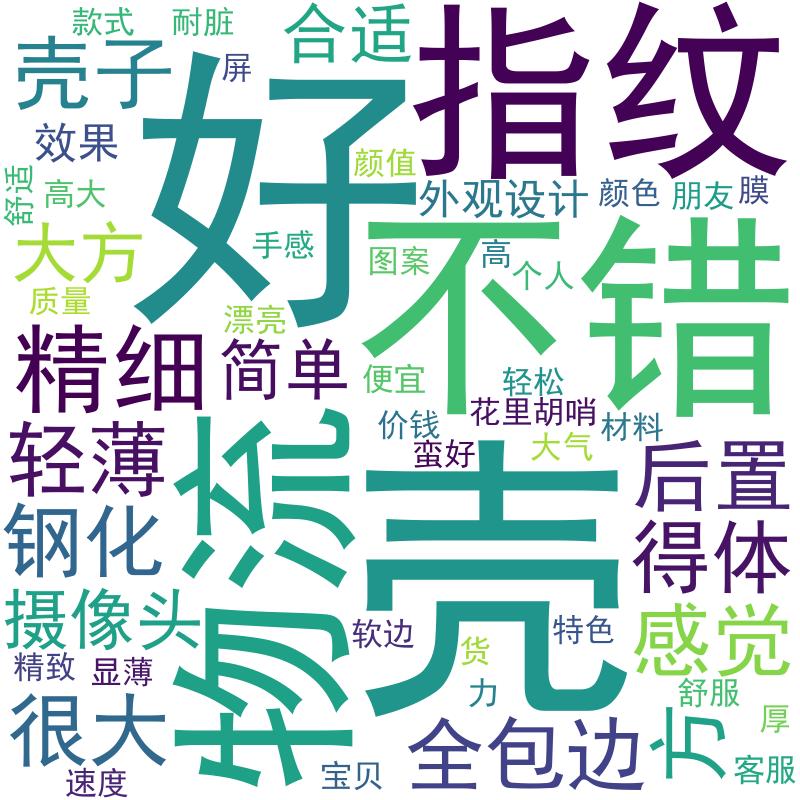 款式
耐脏
合适
指纹
壳子
屏
好
效果
颜值
舒适
高大
外观设计
颜色
朋友
膜
大方
手感
不错
图案
高
个人
质量
漂亮
精细
简单
便宜
轻松
价钱
花里胡哨
材料
轻薄
物流
蛮好
大气
后置
壳
钢化
得体
摄像头
软边
特色
感觉
精致
显薄
货
力
舒服
很大
全包边
方
厚
速度
宝贝
客服